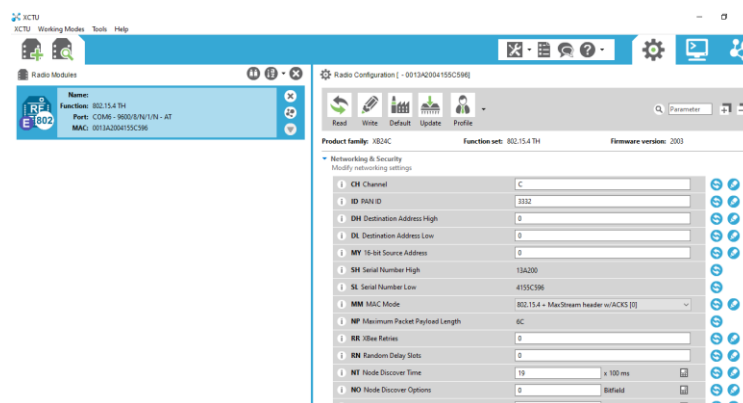 XCTU
XCTU Working Modes Tools Help
Radio Modules
Name:
Function: 802.15.4 TH
Port: COM6 - 9600/8/N/1/N - AT
MAC: 0013A2004155C596
RF
E 802
Radio Configuration [ - 0013A2004155C596]
Read Write Default Update Profile
Parameter
Product family: XB24C Function set: 802.15.4 TH Firmware version: 2003
Networking & Security
Modify networking settings
i CH Channel C
i ID PAN ID 3332
i DH Destination Address High 0
i DL Destination Address Low 0
i MY 16-bit Source Address 0
i SH Serial Number High 13A200
i SL Serial Number Low 4155C596
i MM MAC Mode 802.15.4 + MaxStream header w/ACKS [0]
i NP Maximum Packet Payload Length 6C
i RR XBee Retries 0
i RN Random Delay Slots 0
i NT Node Discover Time 19 x 100 ms
i NO Node Discover Options 0 Bitfield